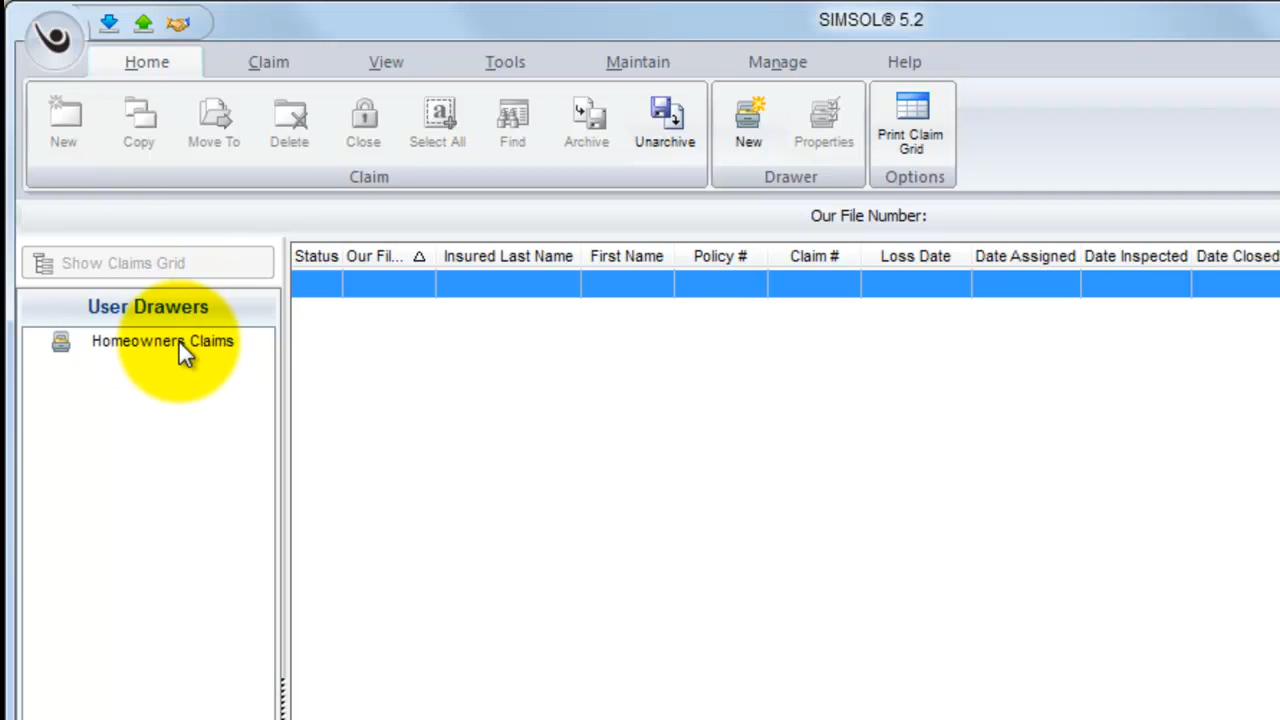 SIMSOL® 5.2
Home Claim View Tools Maintain Manage Help
New Copy Move To Delete Close Select All Find Archive Unarchive New Properties Print Claim Grid
Claim Drawer Options
Our File Number:
Show Claims Grid
Status Our Fil... Insured Last Name First Name Policy # Claim # Loss Date Date Assigned Date Inspected Date Closed
User Drawers
Homeowners Claims